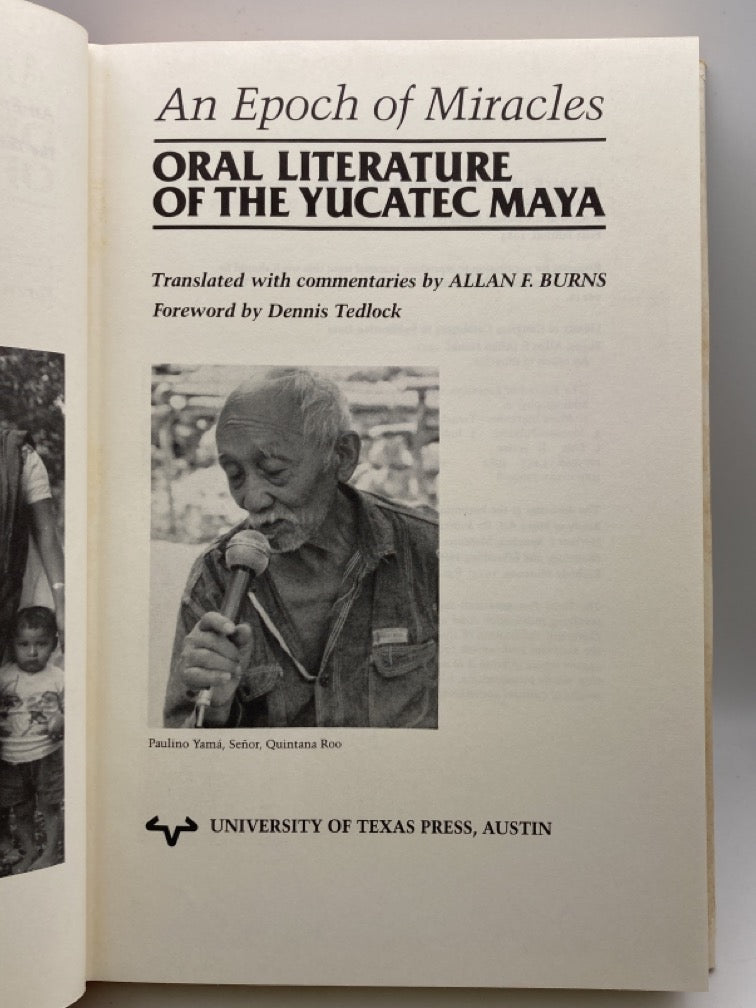 An Epoch of Miracles
ORAL LITERATURE
OF THE YUCATEC MAYA
Translated with commentaries by ALLAN F. BURNS
Foreword by Dennis Tedlock
Paulino Yamá, Señor, Quintana Roo
UNIVERSITY OF TEXAS PRESS, AUSTIN